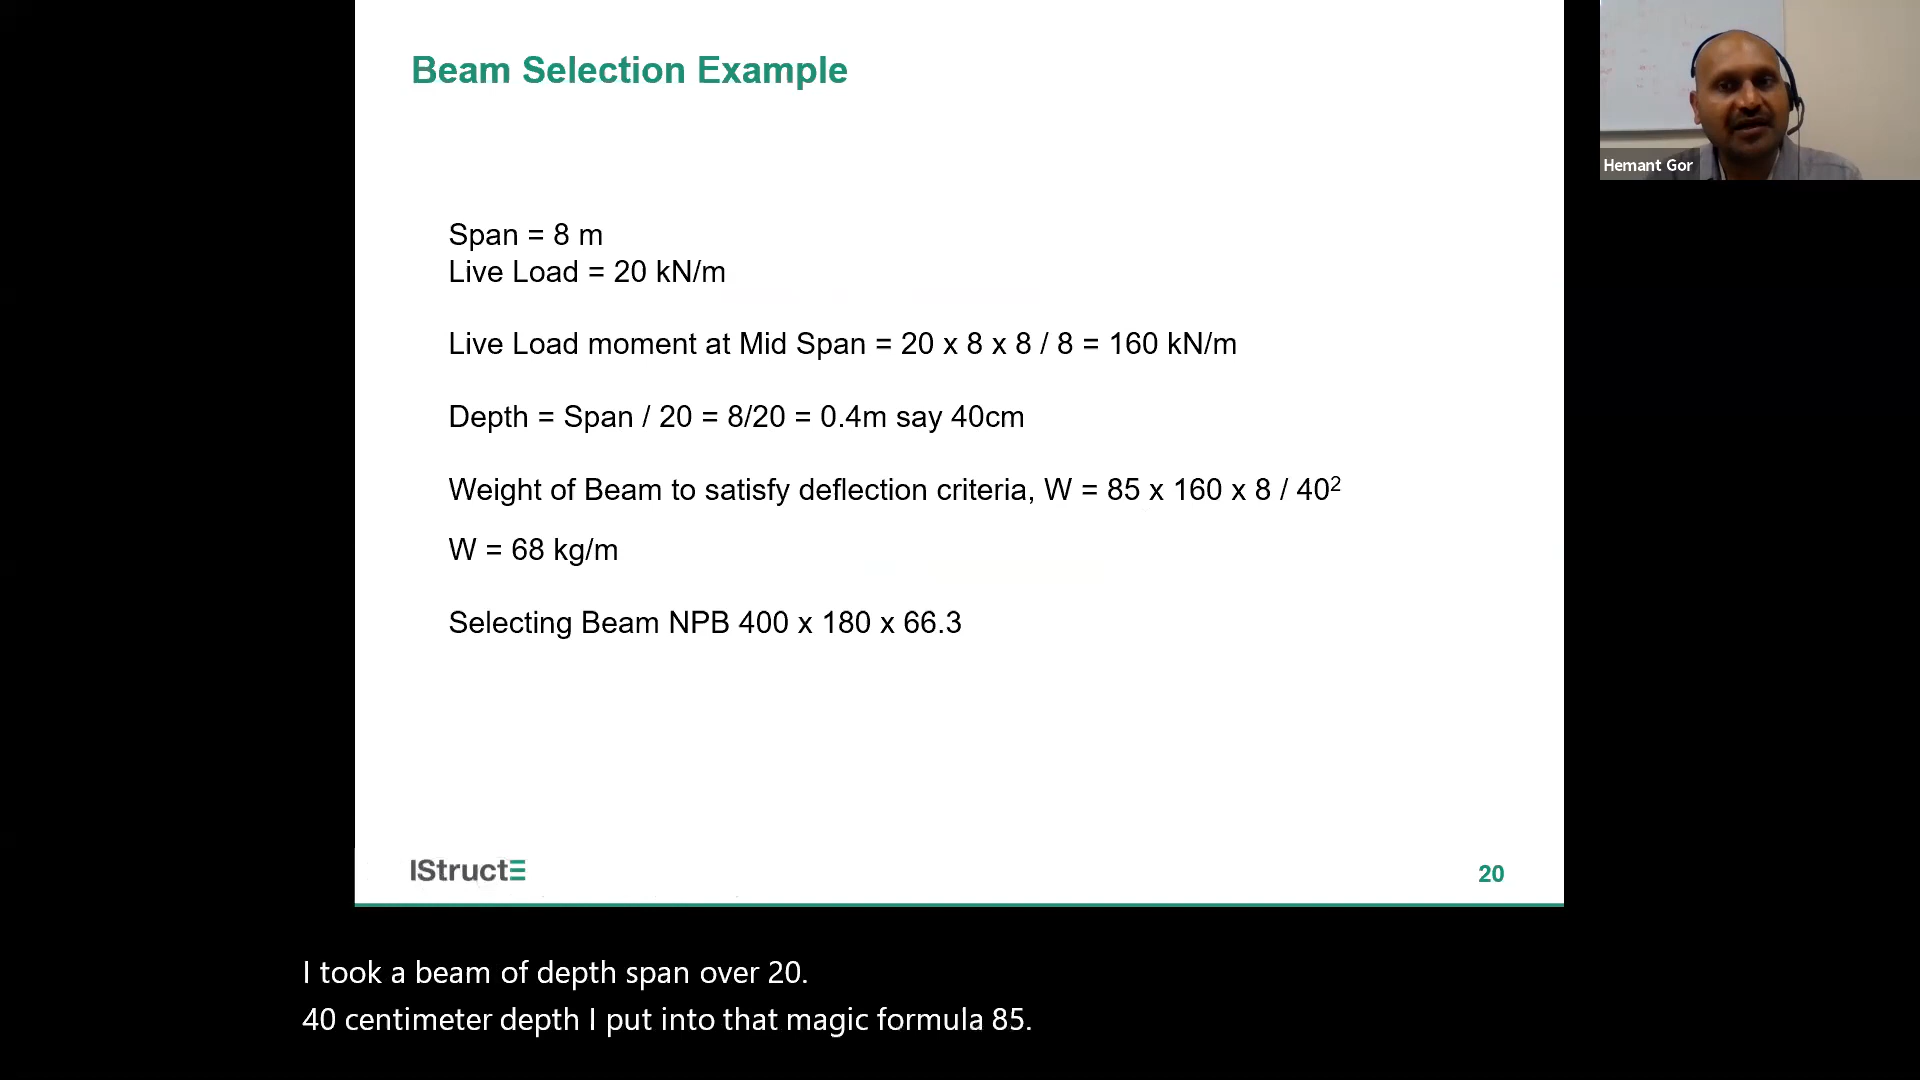 Beam Selection Example
Hemant Gor
Span = 8 m
Live Load = 20 kN/m
Live Load moment at Mid Span = 20 x 8 x 8 / 8 = 160 kN/m
Depth = Span / 20 = 8/20 = 0.4m say 40cm
Weight of Beam to satisfy deflection criteria, W = 85 x 160 x 8 / 40²
W = 68 kg/m
Selecting Beam NPB 400 x 180 x 66.3
IStructE
20
I took a beam of depth span over 20.
40 centimeter depth I put into that magic formula 85.